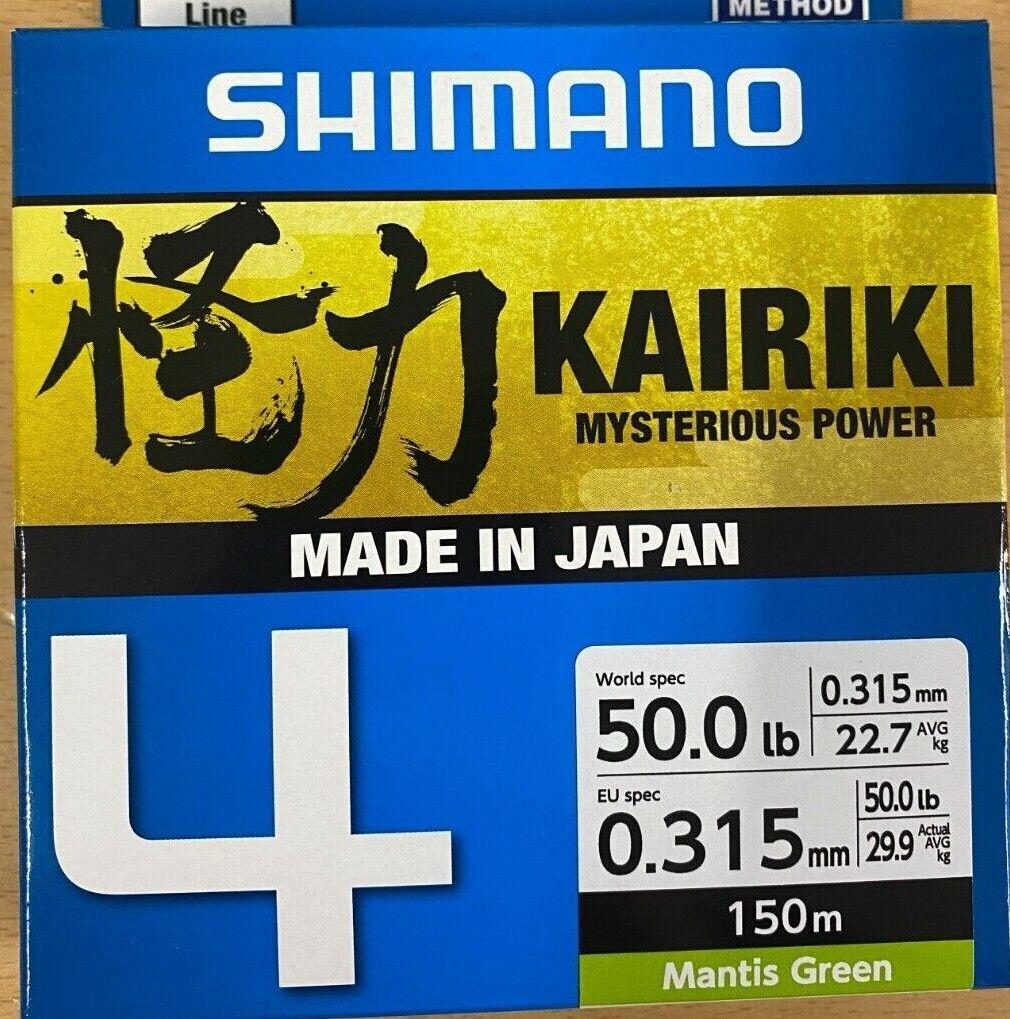 Line
METHOD
SHIMANO
怪力
KAIRIKI
MYSTERIOUS POWER
MADE IN JAPAN
4
World spec
50.0 lb
0.315 mm
22.7 AVG kg
EU spec
0.315 mm
50.0 lb
29.9 Actual AVG kg
150m
Mantis Green